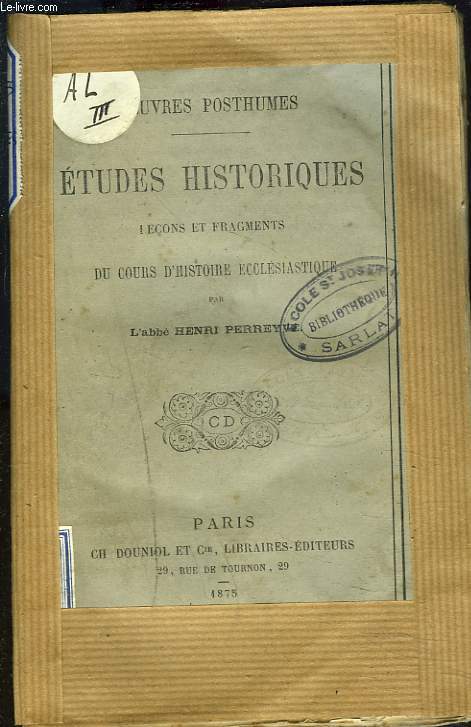 Le-livre.com
AL
III
UVRES POSTHUMES
ÉTUDES HISTORIQUES
LEÇONS ET FRAGMENTS
DU COURS D'HISTOIRE ECCLÉSIASTIQUE
PAR
L'abbé HENRI PERREYVE
COLE St JOSEPH
BIBLIOTHÈQUE
* SARLAT
CD
PARIS
CH DOUNIOL ET Cie, LIBRAIRES-ÉDITEURS
29, RUE DE TOURNON, 29
1875